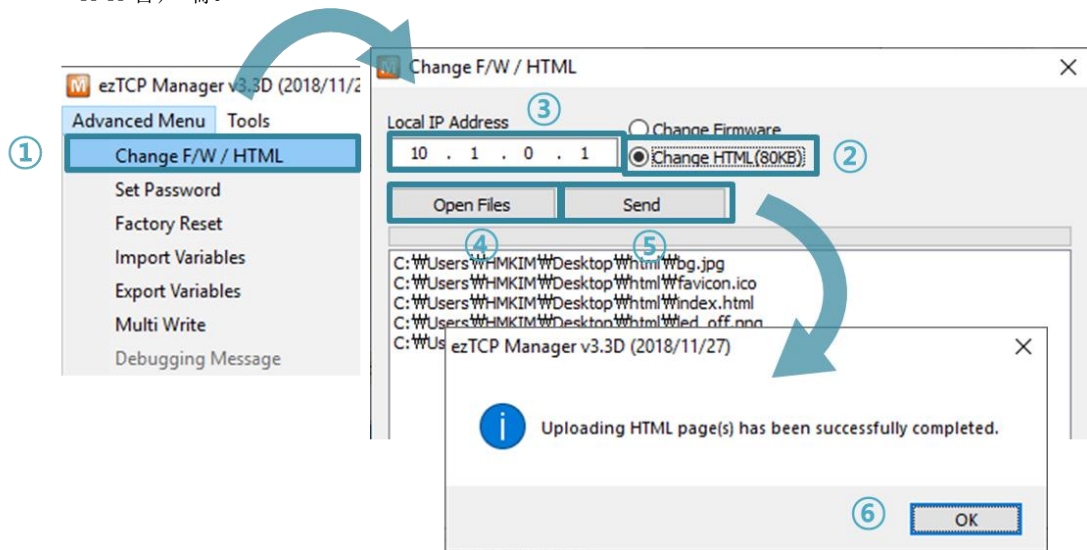 ezTCP Manager v3.3D (2018/11/2
Advanced Menu Tools
① Change F/W / HTML
Set Password
Factory Reset
Import Variables
Export Variables
Multi Write
Debugging Message
Change F/W / HTML
Local IP Address ③
Change Firmware
10 . 1 . 0 . 1
Change HTML(80KB) ②
Open Files Send
④ ⑤
C:₩Users₩HMKIM₩Desktop₩html₩bg.jpg
C:₩Users₩HMKIM₩Desktop₩html₩favicon.ico
C:₩Users₩HMKIM₩Desktop₩html₩index.html
C:₩Users₩HMKIM₩Desktop₩html₩led_off.png
C:₩Us
ezTCP Manager v3.3D (2018/11/27)
Uploading HTML page(s) has been successfully completed.
⑥ OK